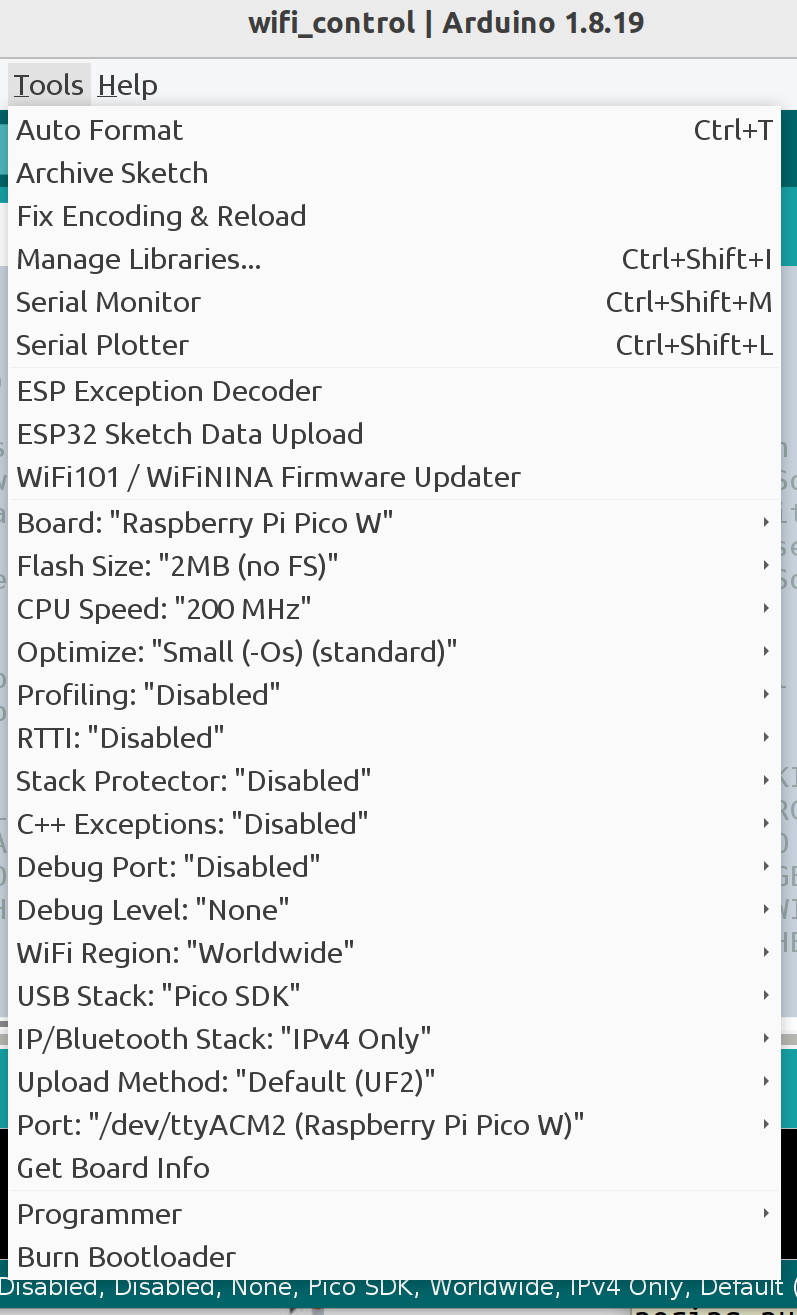 wifi_control | Arduino 1.8.19
Tools Help
Auto Format Ctrl+T
Archive Sketch
Fix Encoding & Reload
Manage Libraries... Ctrl+Shift+I
Serial Monitor Ctrl+Shift+M
Serial Plotter Ctrl+Shift+L
ESP Exception Decoder
ESP32 Sketch Data Upload
WiFi101 / WiFiNINA Firmware Updater
Board: "Raspberry Pi Pico W"
Flash Size: "2MB (no FS)"
CPU Speed: "200 MHz"
Optimize: "Small (-Os) (standard)"
Profiling: "Disabled"
RTTI: "Disabled"
Stack Protector: "Disabled"
C++ Exceptions: "Disabled"
Debug Port: "Disabled"
Debug Level: "None"
WiFi Region: "Worldwide"
USB Stack: "Pico SDK"
IP/Bluetooth Stack: "IPv4 Only"
Upload Method: "Default (UF2)"
Port: "/dev/ttyACM2 (Raspberry Pi Pico W)"
Get Board Info
Programmer
Burn Bootloader
Disabled, Disabled, None, Pico SDK, Worldwide, IPv4 Only, Default (